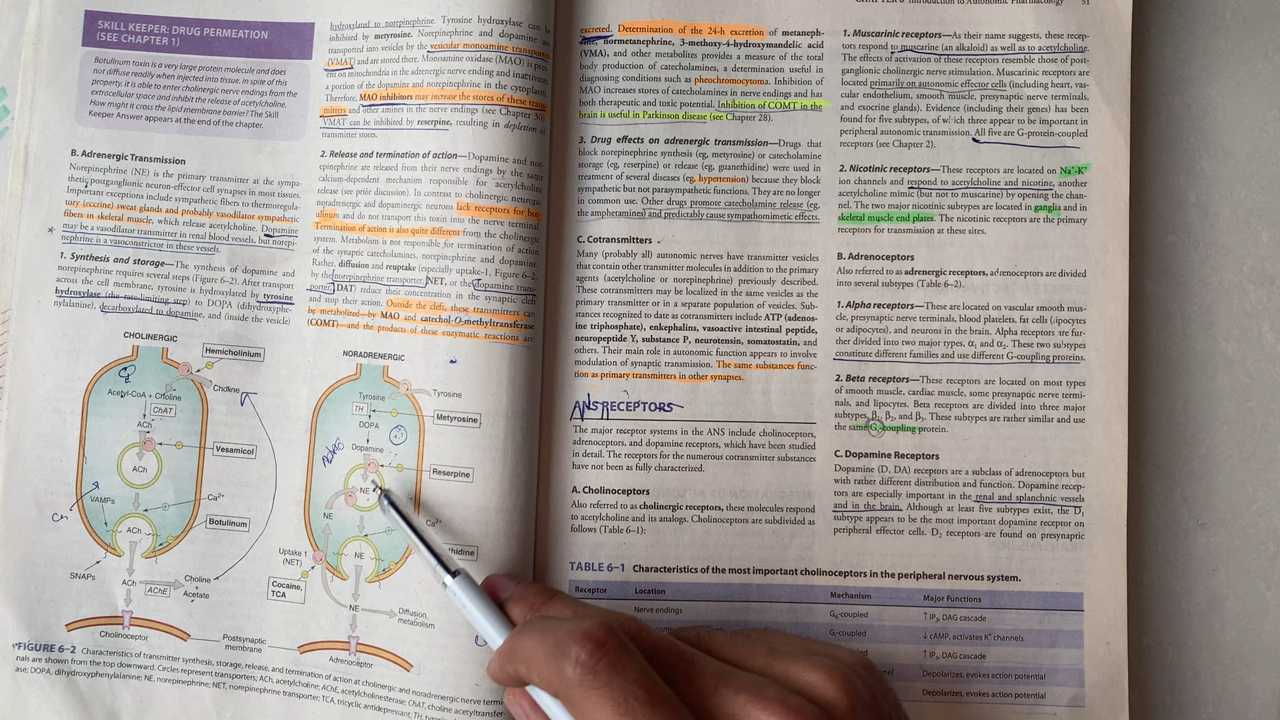 SKILL KEEPER: DRUG PERMEATION
(SEE CHAPTER 1)
Botulinum toxin is a very large protein molecule and does
not diffuse readily when injected into tissue. In spite of this
property, it is able to enter cholinergic nerve endings from the
extracellular space and inhibit the release of acetylcholine.
How might it cross the lipid membrane barrier? The Skill
Keeper Answer appears at the end of the chapter.
B. Adrenergic Transmission
Norepinephrine (NE) is the primary transmitter at the sympa-
thetic postganglionic neuron-effector cell synapses in most tissues.
Important exceptions include sympathetic fibers to thermoregula-
tory (eccrine) sweat glands and probably vasodilator sympathetic
fibers in skeletal muscle, which release acetylcholine. Dopamine
may be a vasodilator transmitter in renal blood vessels, but norepi-
nephrine is a vasoconstrictor in these vessels.
1. Synthesis and storage—The synthesis of dopamine and
norepinephrine requires several steps (Figure 6–2). After transport
across the cell membrane, tyrosine is hydroxylated by tyrosine
hydroxylase (the rate-limiting step) to DOPA (dihydroxyphe-
nylalanine), decarboxylated to dopamine, and (inside the vesicle)
hydroxylated to norepinephrine. Tyrosine hydroxylase can be
inhibited by metyrosine. Norepinephrine and dopamine are
transported into vesicles by the vesicular monoamine transporter
(VMAT) and are stored there. Monoamine oxidase (MAO) is pres-
ent on mitochondria in the adrenergic nerve ending and inactivates
a portion of the dopamine and norepinephrine in the cytoplasm.
Therefore, MAO inhibitors may increase the stores of these trans-
mitters and other amines in the nerve endings (see Chapter 30).
VMAT can be inhibited by reserpine, resulting in depletion of
transmitter stores.
2. Release and termination of action—Dopamine and nor-
epinephrine are released from their nerve endings by the same
calcium-dependent mechanism responsible for acetylcholine
release (see prior discussion). In contrast to cholinergic neurons,
noradrenergic and dopaminergic neurons lack receptors for bot-
ulinum and do not transport this toxin into the nerve terminal.
Termination of action is also quite different from the cholinergic
system. Metabolism is not responsible for termination of action
of the synaptic catecholamines, norepinephrine and dopamine.
Rather, diffusion and reuptake (especially uptake-1, Figure 6–2,
by the norepinephrine transporter, NET, or the dopamine trans-
porter, DAT) reduce their concentration in the synaptic cleft
and stop their action. Outside the cleft, these transmitters can
be metabolized—by MAO and catechol-O-methyltransferase
(COMT)—and the products of these enzymatic reactions are
CHOLINERGIC
Hemicholinium
Choline
Acetyl-CoA + Choline
ChAT
ACh
Vesamicol
ACh
VAMPs
Ca²⁺
Botulinum
ACh
SNAPs
ACh
AChE
Choline
Acetate
Cholinoceptor
Postsynaptic
membrane
NORADRENERGIC
Tyrosine
Tyrosine
TH
Metyrosine
DOPA
Dopamine
Reserpine
NE
NE
Ca²⁺
NE
Uptake 1
(NET)
Cocaine,
TCA
NE
Diffusion,
metabolism
Adrenoceptor
FIGURE 6–2 Characteristics of transmitter synthesis, storage, release, and termination of action at cholinergic and noradrenergic nerve termi-
nals are shown from the top downward. Circles represent transporters; ACh, acetylcholine; AChE, acetylcholinesterase; ChAT, choline acetyltransfer-
ase; DOPA, dihydroxyphenylalanine; NE, norepinephrine; NET, norepinephrine transporter; TCA, tricyclic antidepressant; TH,
excreted. Determination of the 24-h excretion of metaneph-
rine, normetanephrine, 3-methoxy-4-hydroxymandelic acid
(VMA), and other metabolites provides a measure of the total
body production of catecholamines, a determination useful in
diagnosing conditions such as pheochromocytoma. Inhibition of
MAO increases stores of catecholamines in nerve endings and has
both therapeutic and toxic potential. Inhibition of COMT in the
brain is useful in Parkinson disease (see Chapter 28).
3. Drug effects on adrenergic transmission—Drugs that
block norepinephrine synthesis (eg, metyrosine) or catecholamine
storage (eg, reserpine) or release (eg, guanethidine) were used in
treatment of several diseases (eg, hypertension) because they block
sympathetic but not parasympathetic functions. They are no longer
in common use. Other drugs promote catecholamine release (eg,
the amphetamines) and predictably cause sympathomimetic effects.
C. Cotransmitters
Many (probably all) autonomic nerves have transmitter vesicles
that contain other transmitter molecules in addition to the primary
agents (acetylcholine or norepinephrine) previously described.
These cotransmitters may be localized in the same vesicles as the
primary transmitter or in a separate population of vesicles. Sub-
stances recognized to date as cotransmitters include ATP (adenos-
ine triphosphate), enkephalins, vasoactive intestinal peptide,
neuropeptide Y, substance P, neurotensin, somatostatin, and
others. Their main role in autonomic function appears to involve
modulation of synaptic transmission. The same substances func-
tion as primary transmitters in other synapses.
ANS RECEPTORS
The major receptor systems in the ANS include cholinoceptors,
adrenoceptors, and dopamine receptors, which have been studied
in detail. The receptors for the numerous cotransmitter substances
have not been as fully characterized.
A. Cholinoceptors
Also referred to as cholinergic receptors, these molecules respond
to acetylcholine and its analogs. Cholinoceptors are subdivided as
follows (Table 6–1):
Introduction to Autonomic Pharmacology 51
1. Muscarinic receptors—As their name suggests, these recep-
tors respond to muscarine (an alkaloid) as well as to acetylcholine.
The effects of activation of these receptors resemble those of post-
ganglionic cholinergic nerve stimulation. Muscarinic receptors are
located primarily on autonomic effector cells (including heart, vas-
cular endothelium, smooth muscle, presynaptic nerve terminals,
and exocrine glands). Evidence (including their genes) has been
found for five subtypes, of which three appear to be important in
peripheral autonomic transmission. All five are G-protein-coupled
receptors (see Chapter 2).
2. Nicotinic receptors—These receptors are located on Na⁺-K⁺
ion channels and respond to acetylcholine and nicotine, another
acetylcholine mimic (but not to muscarine) by opening the chan-
nel. The two major nicotinic subtypes are located in ganglia and in
skeletal muscle end plates. The nicotinic receptors are the primary
receptors for transmission at these sites.
B. Adrenoceptors
Also referred to as adrenergic receptors, adrenoceptors are divided
into several subtypes (Table 6–2).
1. Alpha receptors—These are located on vascular smooth mus-
cle, presynaptic nerve terminals, blood platelets, fat cells (lipocytes
or adipocytes), and neurons in the brain. Alpha receptors are fur-
ther divided into two major types, α₁ and α₂. These two subtypes
constitute different families and use different G-coupling proteins.
2. Beta receptors—These receptors are located on most types
of smooth muscle, cardiac muscle, some presynaptic nerve termi-
nals, and lipocytes. Beta receptors are divided into three major
subtypes, β₁, β₂, and β₃. These subtypes are rather similar and use
the same Gₛ-coupling protein.
C. Dopamine Receptors
Dopamine (D, DA) receptors are a subclass of adrenoceptors but
with rather different distribution and function. Dopamine recep-
tors are especially important in the renal and splanchnic vessels
and in the brain. Although at least five subtypes exist, the D₁
subtype appears to be the most important dopamine receptor on
peripheral effector cells. D₂ receptors are found on presynaptic
TABLE 6–1 Characteristics of the most important cholinoceptors in the peripheral nervous system.
Receptor Location Mechanism Major Functions
Nerve endings Gq-coupled ↑ IP₃, DAG cascade
Gi-coupled ↓ cAMP, activates K⁺ channels
↑ IP₃, DAG cascade
Depolarizes, evokes action potential
Depolarizes, evokes action potential